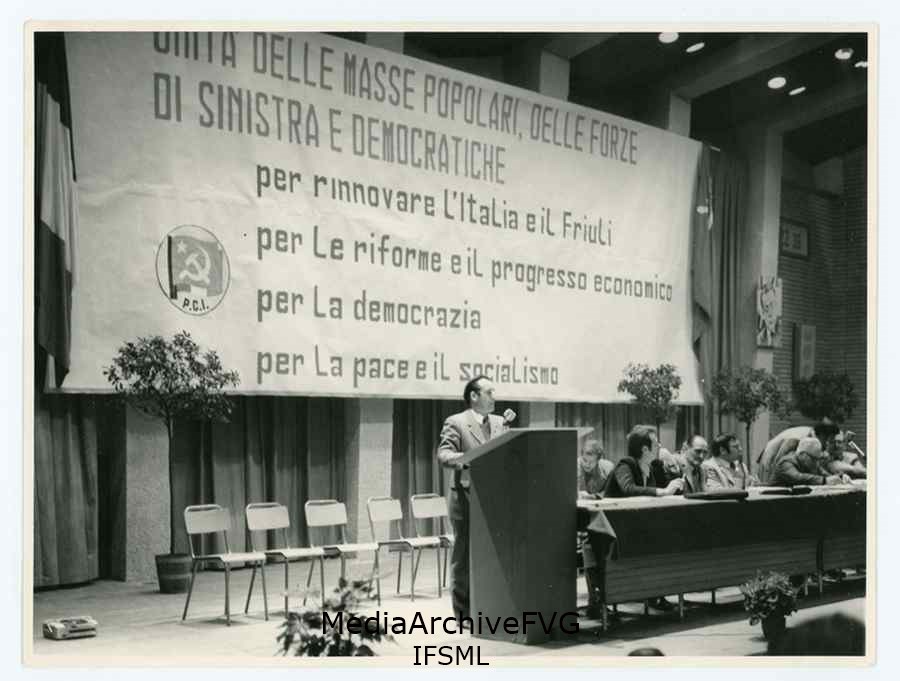 UNITÀ DELLE MASSE POPOLARI, DELLE FORZE
DI SINISTRA E DEMOCRATICHE
per rinnovare L'ItaLia e iL FriuLi
per Le riforme e iL progresso economico
per La democrazia
per La pace e iL sociaLismo
P.C.I.
MediaArchiveFVG
IFSML